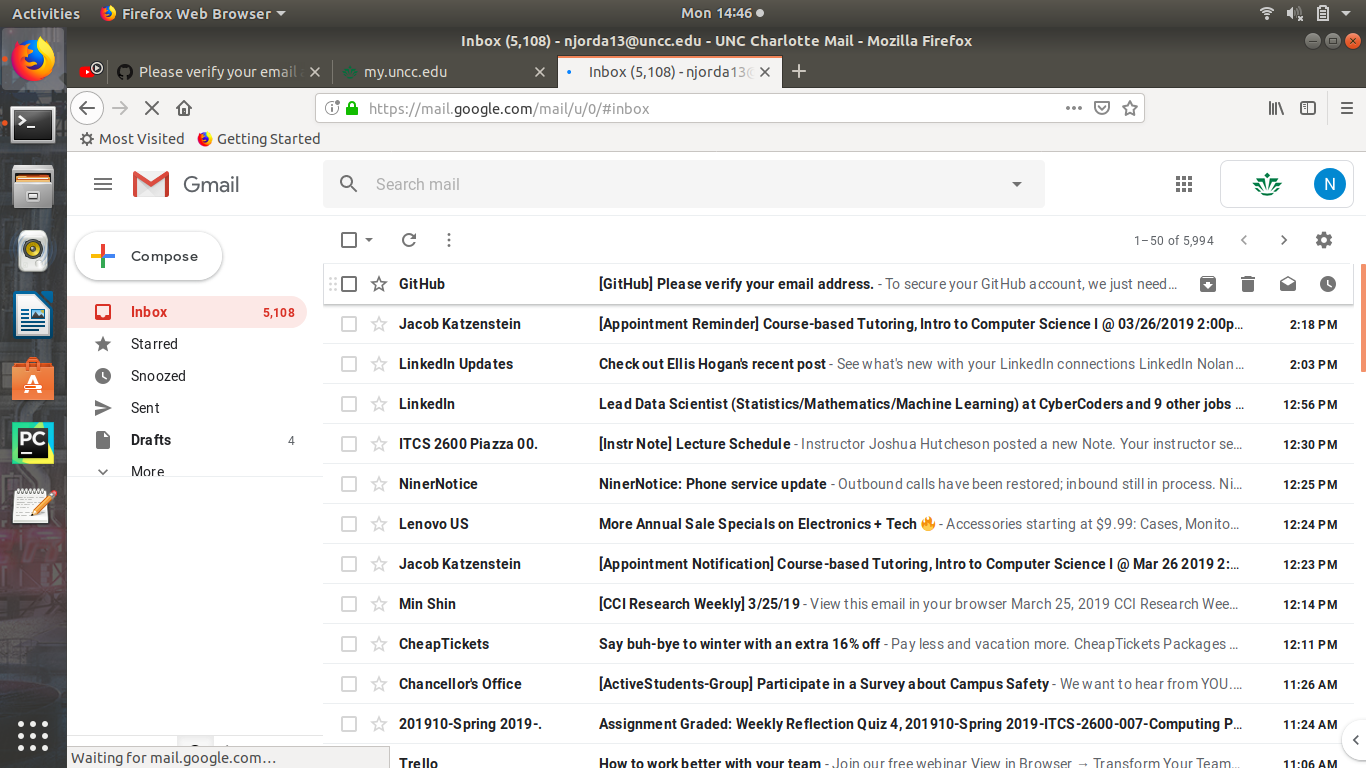 Activities Firefox Web Browser Mon 14:46
Inbox (5,108) - njorda13@uncc.edu - UNC Charlotte Mail - Mozilla Firefox
Please verify your email my.uncc.edu Inbox (5,108) - njorda13@
https://mail.google.com/mail/u/0/#inbox
Most Visited Getting Started
Gmail Search mail N
Compose 1–50 of 5,994
GitHub [GitHub] Please verify your email address. - To secure your GitHub account, we just need…
Inbox 5,108
Jacob Katzenstein [Appointment Reminder] Course-based Tutoring, Intro to Computer Science I @ 03/26/2019 2:00p… 2:18 PM
Starred
LinkedIn Updates Check out Ellis Hogan's recent post - See what's new with your LinkedIn connections LinkedIn Nolan… 2:03 PM
Snoozed
LinkedIn Lead Data Scientist (Statistics/Mathematics/Machine Learning) at CyberCoders and 9 other jobs … 12:56 PM
Sent
Drafts 4
ITCS 2600 Piazza 00. [Instr Note] Lecture Schedule - Instructor Joshua Hutcheson posted a new Note. Your instructor se… 12:30 PM
More
NinerNotice NinerNotice: Phone service update - Outbound calls have been restored; inbound still in process. Ni… 12:25 PM
Lenovo US More Annual Sale Specials on Electronics + Tech 🔥 - Accessories starting at $9.99: Cases, Monito… 12:24 PM
Jacob Katzenstein [Appointment Notification] Course-based Tutoring, Intro to Computer Science I @ Mar 26 2019 2:… 12:23 PM
Min Shin [CCI Research Weekly] 3/25/19 - View this email in your browser March 25, 2019 CCI Research Wee… 12:14 PM
CheapTickets Say buh-bye to winter with an extra 16% off - Pay less and vacation more. CheapTickets Packages … 12:11 PM
Chancellor's Office [ActiveStudents-Group] Participate in a Survey about Campus Safety - We want to hear from YOU.… 11:26 AM
201910-Spring 2019-. Assignment Graded: Weekly Reflection Quiz 4, 201910-Spring 2019-ITCS-2600-007-Computing P… 11:24 AM
Trello How to work better with your team - Join our free webinar View in Browser → Transform Your Team… 11:06 AM
Waiting for mail.google.com…
PC